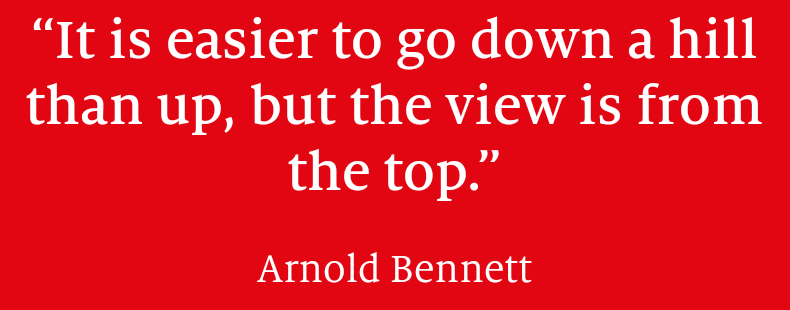 “It is easier to go down a hill
than up, but the view is from
the top.”
Arnold Bennett